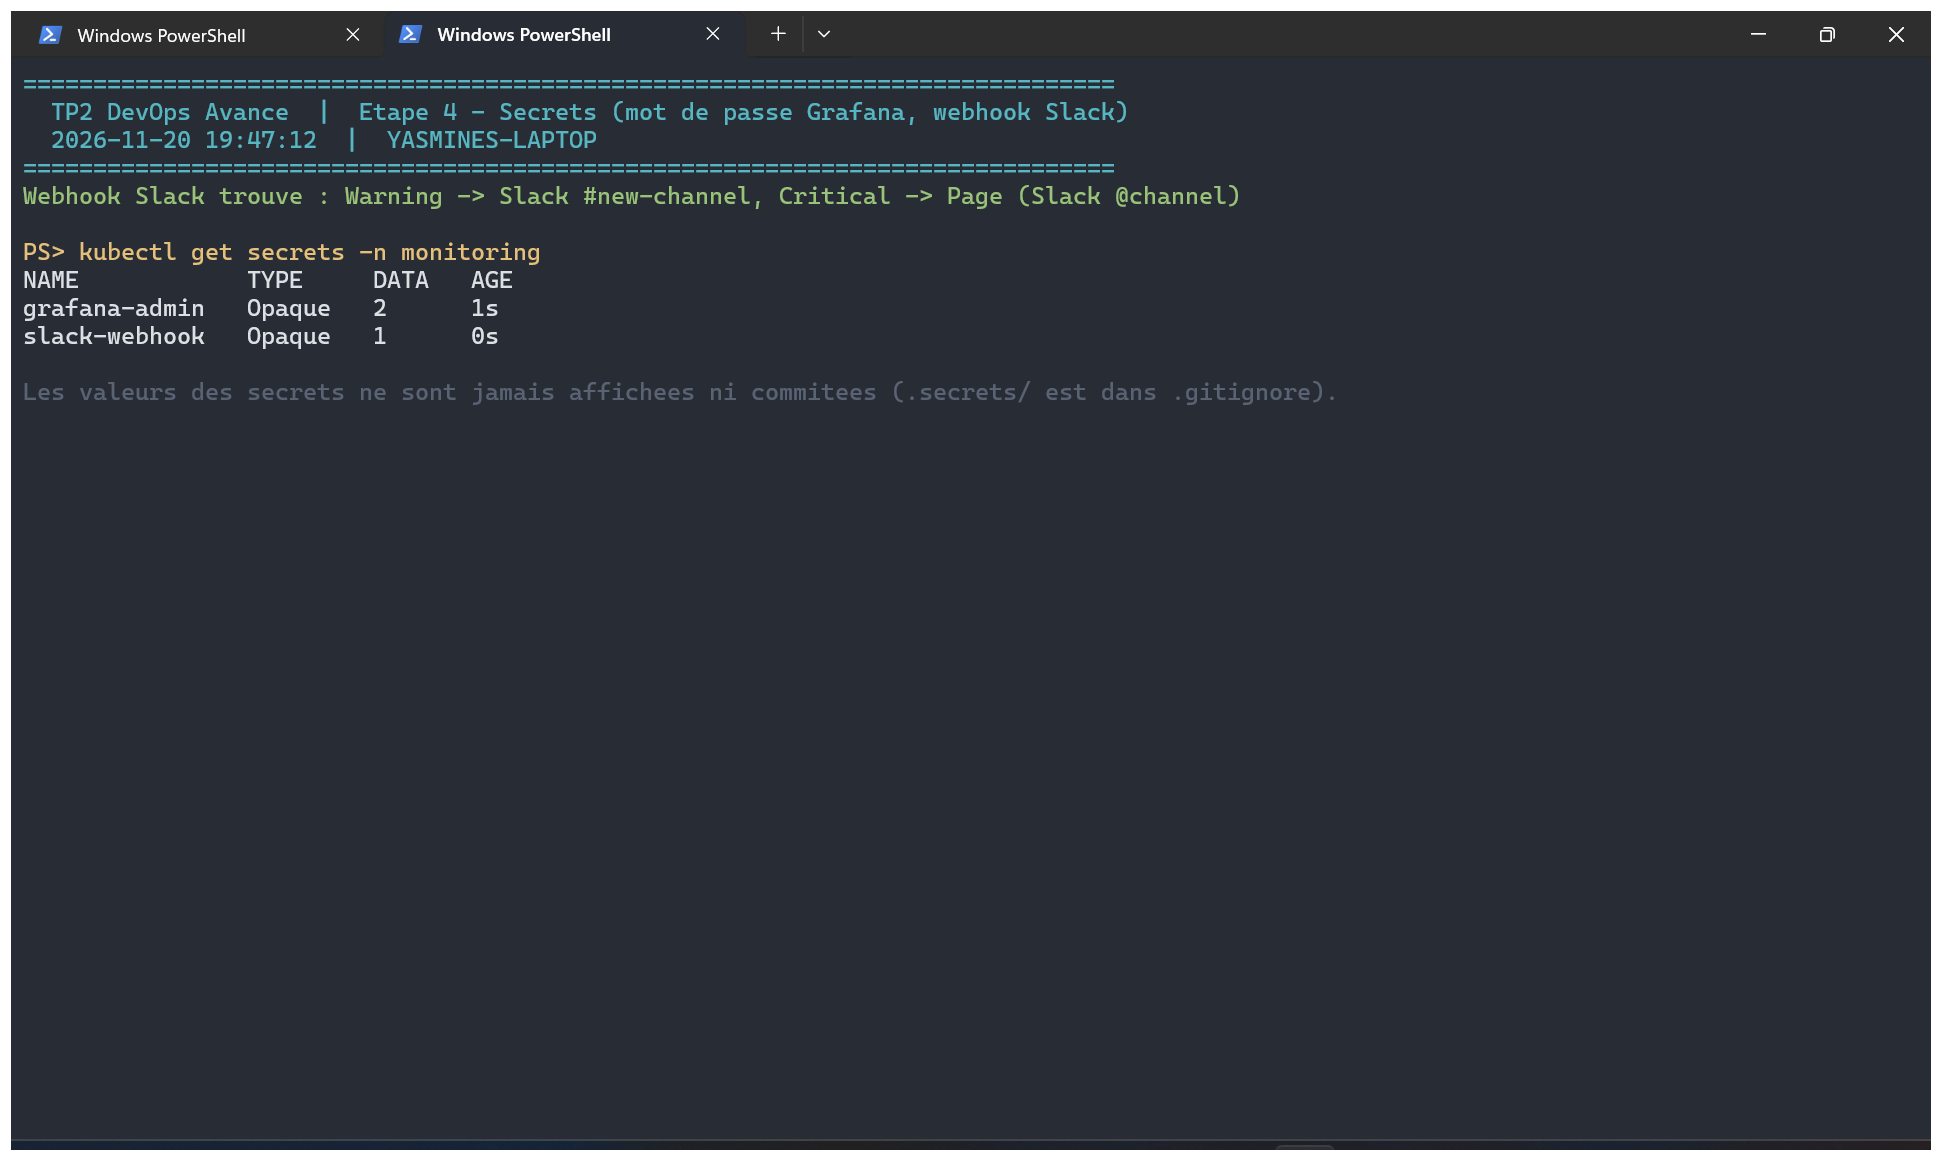 Windows PowerShell
Windows PowerShell
==============================================================================
TP2 DevOps Avance | Etape 4 - Secrets (mot de passe Grafana, webhook Slack)
2026-11-20 19:47:12 | YASMINES-LAPTOP
==============================================================================
Webhook Slack trouve : Warning -> Slack #new-channel, Critical -> Page (Slack @channel)
PS> kubectl get secrets -n monitoring
NAME TYPE DATA AGE
grafana-admin Opaque 2 1s
slack-webhook Opaque 1 0s
Les valeurs des secrets ne sont jamais affichees ni commitees (.secrets/ est dans .gitignore).